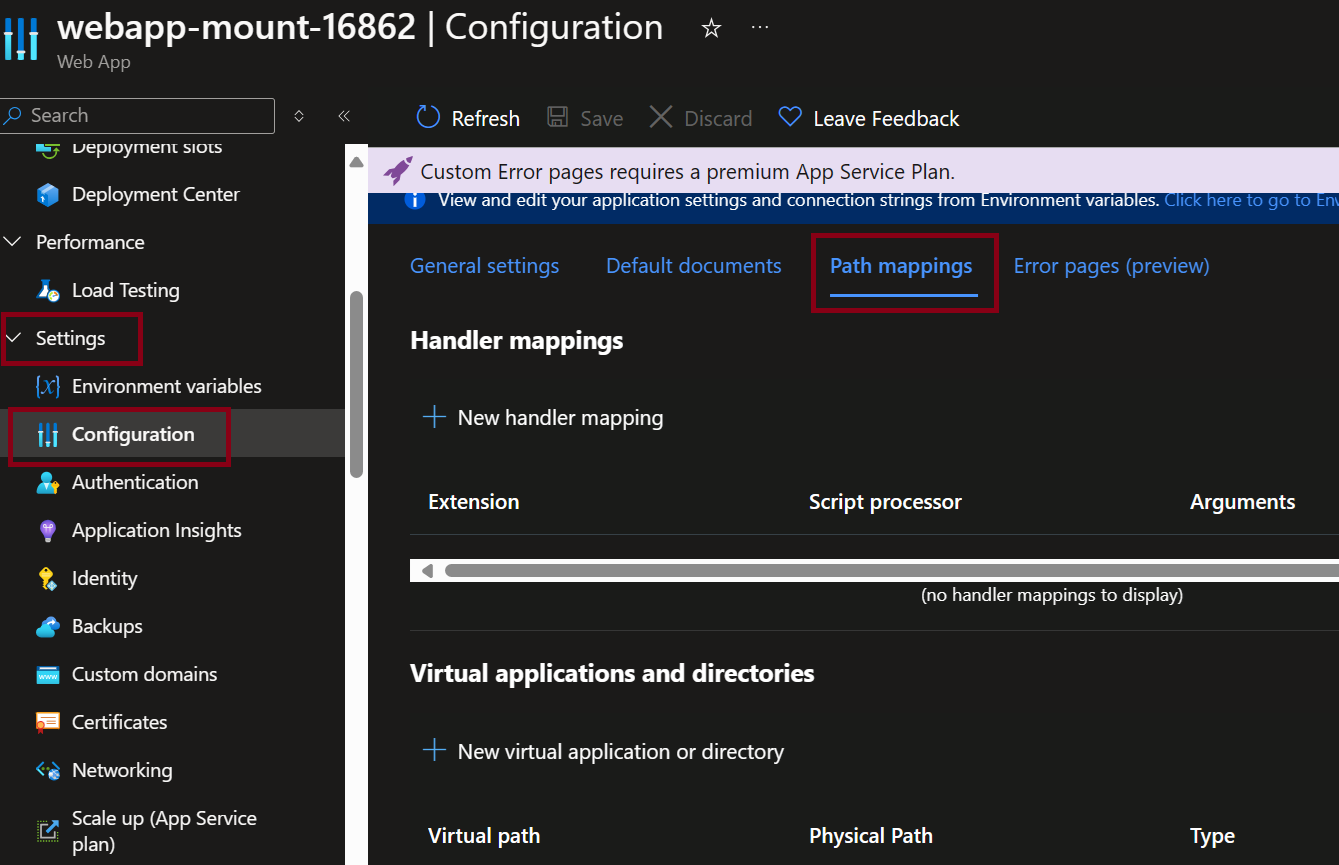 webapp-mount-16862 | Configuration
Web App
Search
Refresh
Save
Discard
Leave Feedback
Custom Error pages requires a premium App Service Plan.
View and edit your application settings and connection strings from Environment variables. Click here to go to Env
Deployment slots
Deployment Center
Performance
Load Testing
Settings
Environment variables
Configuration
Authentication
Application Insights
Identity
Backups
Custom domains
Certificates
Networking
Scale up (App Service
plan)
General settings
Default documents
Path mappings
Error pages (preview)
Handler mappings
New handler mapping
Extension
Script processor
Arguments
(no handler mappings to display)
Virtual applications and directories
New virtual application or directory
Virtual path
Physical Path
Type